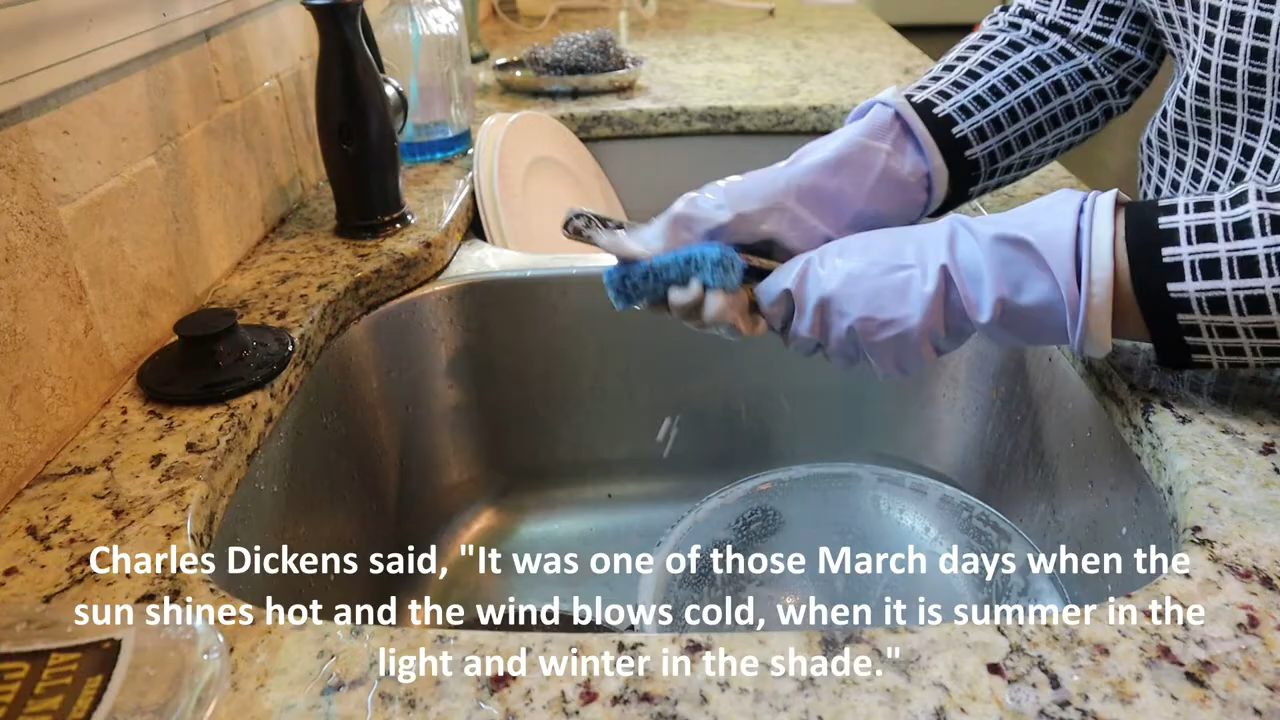 Charles Dickens said, "It was one of those March days when the
sun shines hot and the wind blows cold, when it is summer in the
light and winter in the shade."